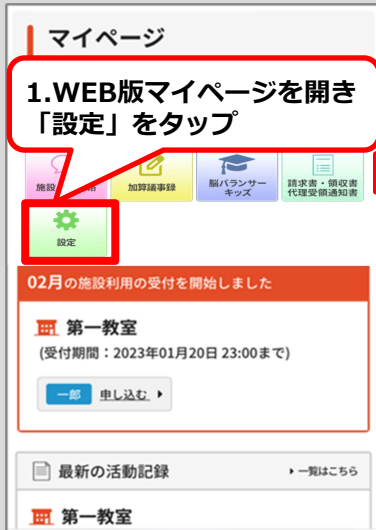 マイページ
1.WEB版マイページを開き
「設定」をタップ
施設
加算議事録
脳バランサー
キッズ
請求書・領収書
代理受領通知書
設定
02月の施設利用の受付を開始しました
第一教室
(受付期間：2023年01月20日 23:00まで)
一郎 申し込む
最新の活動記録 一覧はこちら
第一教室